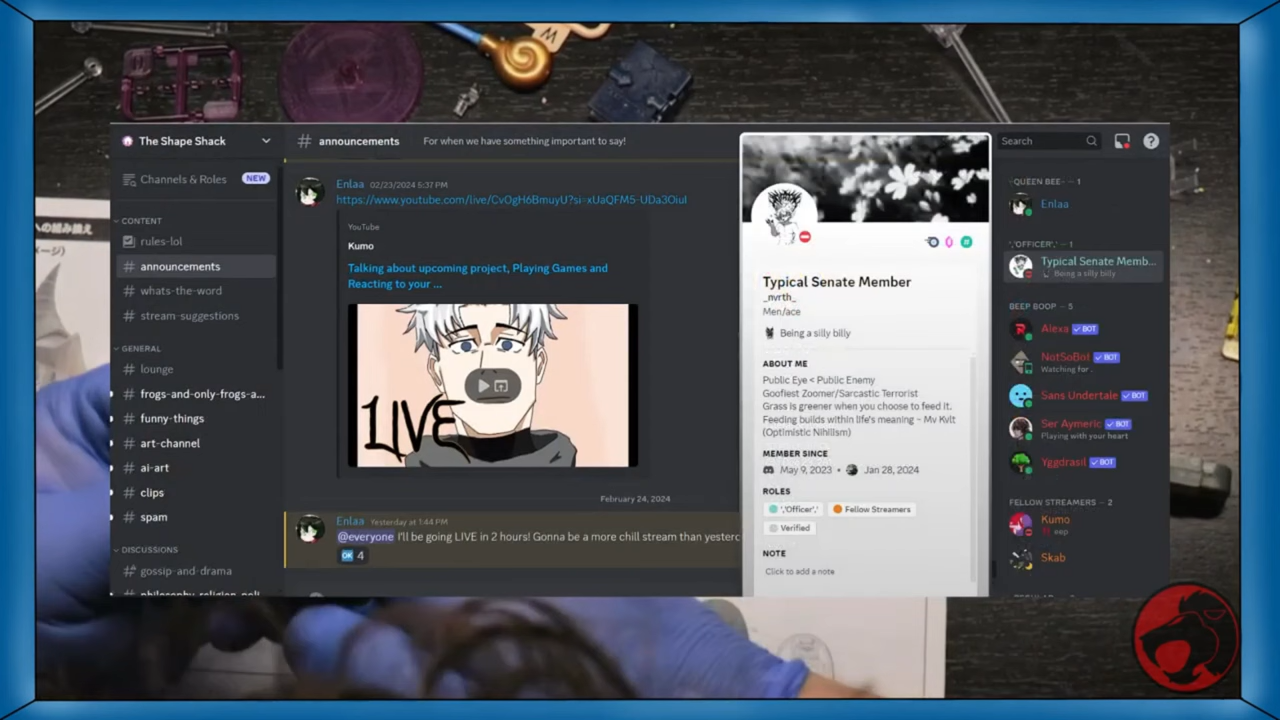 The Shape Shack
Channels & Roles
NEW
CONTENT
rules-lol
announcements
whats-the-word
stream-suggestions
GENERAL
lounge
frogs-and-only-frogs-a...
funny-things
art-channel
ai-art
clips
spam
DISCUSSIONS
gossip-and-drama
# announcements
For when we have something important to say!
Enlaa 02/23/2024 5:37 PM
https://www.youtube.com/live/CvOgH6BmuyU?si=xUaQFM5-UDa3OiuI
YouTube
Kumo
Talking about upcoming project, Playing Games and
Reacting to your ...
LIVE
February 24, 2024
Enlaa Yesterday at 1:44 PM
@everyone I'll be going LIVE in 2 hours! Gonna be a more chill stream than yesterd
OK 4
Typical Senate Member
_nvrth_
Men/ace
Being a silly billy
ABOUT ME
Public Eye < Public Enemy
Goofiest Zoomer/Sarcastic Terrorist
Grass is greener when you choose to feed it.
Feeding builds within life's meaning - Mv Kvlt
(Optimistic Nihilism)
MEMBER SINCE
May 9, 2023 • Jan 28, 2024
ROLES
','Officer','
Fellow Streamers
Verified
NOTE
Click to add a note
Search
-QUEEN BEE- - 1
Enlaa
','OFFICER',' - 1
Typical Senate Memb...
Being a silly billy
BEEP BOOP - 5
Alexa BOT
NotSoBot BOT
Watching for .
Sans Undertale BOT
Ser Aymeric BOT
Playing with your heart
Yggdrasil BOT
FELLOW STREAMERS - 2
Kumo
eep
Skab